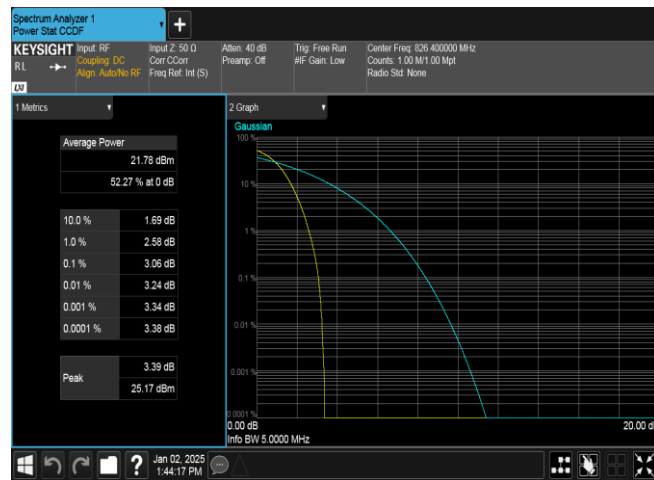 Spectrum Analyzer 1
Power Stat CCDF
+
KEYSIGHT
RL
LXI
Input: RF
Coupling: DC
Align: Auto/No RF
Input Z: 50 Ω
Corr CCorr
Freq Ref: Int (S)
Atten: 40 dB
Preamp: Off
Trig: Free Run
#IF Gain: Low
Center Freq: 826.400000 MHz
Counts: 1.00 M/1.00 Mpt
Radio Std: None
1 Metrics
Average Power
21.78 dBm
52.27 % at 0 dB
10.0 % 1.69 dB
1.0 % 2.58 dB
0.1 % 3.06 dB
0.01 % 3.24 dB
0.001 % 3.34 dB
0.0001 % 3.38 dB
Peak
3.39 dB
25.17 dBm
2 Graph
Gaussian
100 %
10 %
1 %
0.1 %
0.01 %
0.001 %
0.0001 %
0.00 dB
20.00 d
Info BW 5.0000 MHz
?
Jan 02, 2025
1:44:17 PM